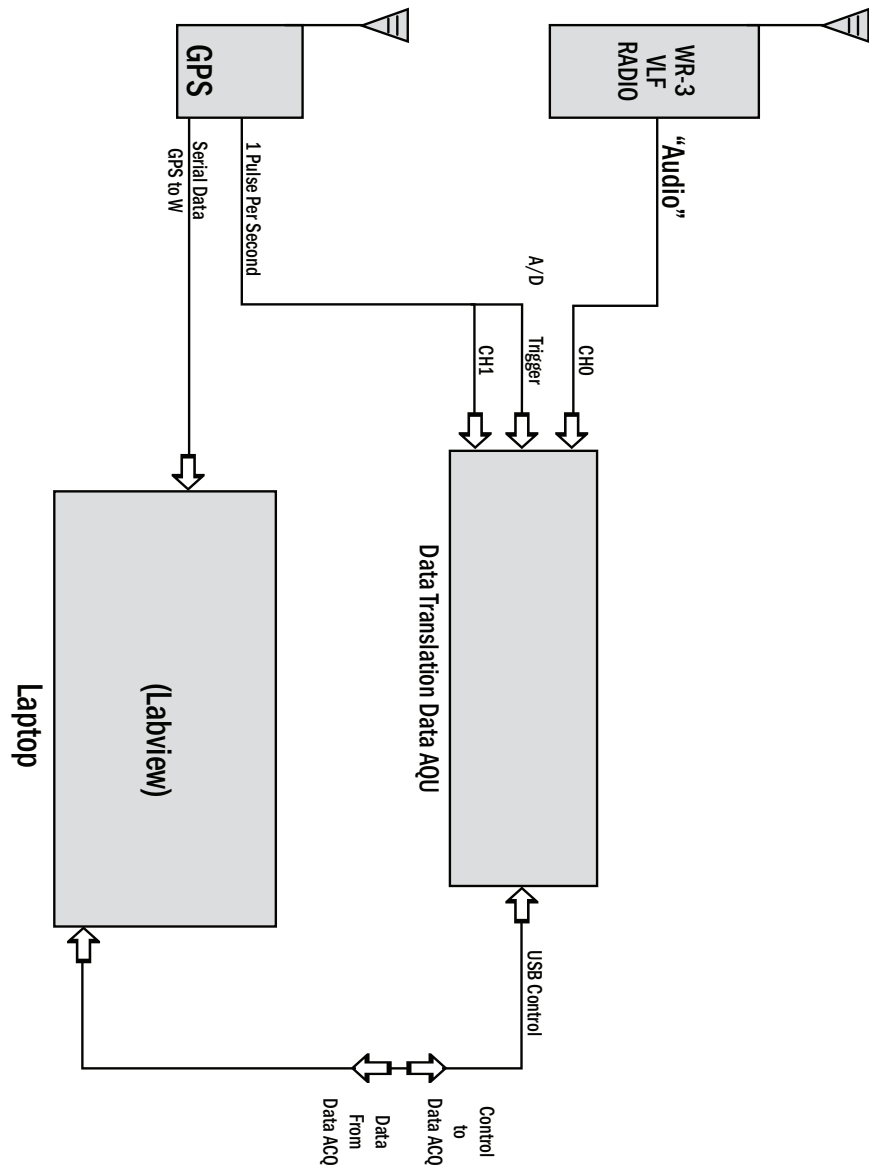 WR-3
VLF
RADIO
“Audio”
GPS
1 Pulse Per Second
Serial Data
GPS to W
A/D
Trigger
CH0
CH1
Data Translation Data AQU
USB Control
Control
to
Data ACQ
Data
From
Data ACQ
(Labview)
Laptop